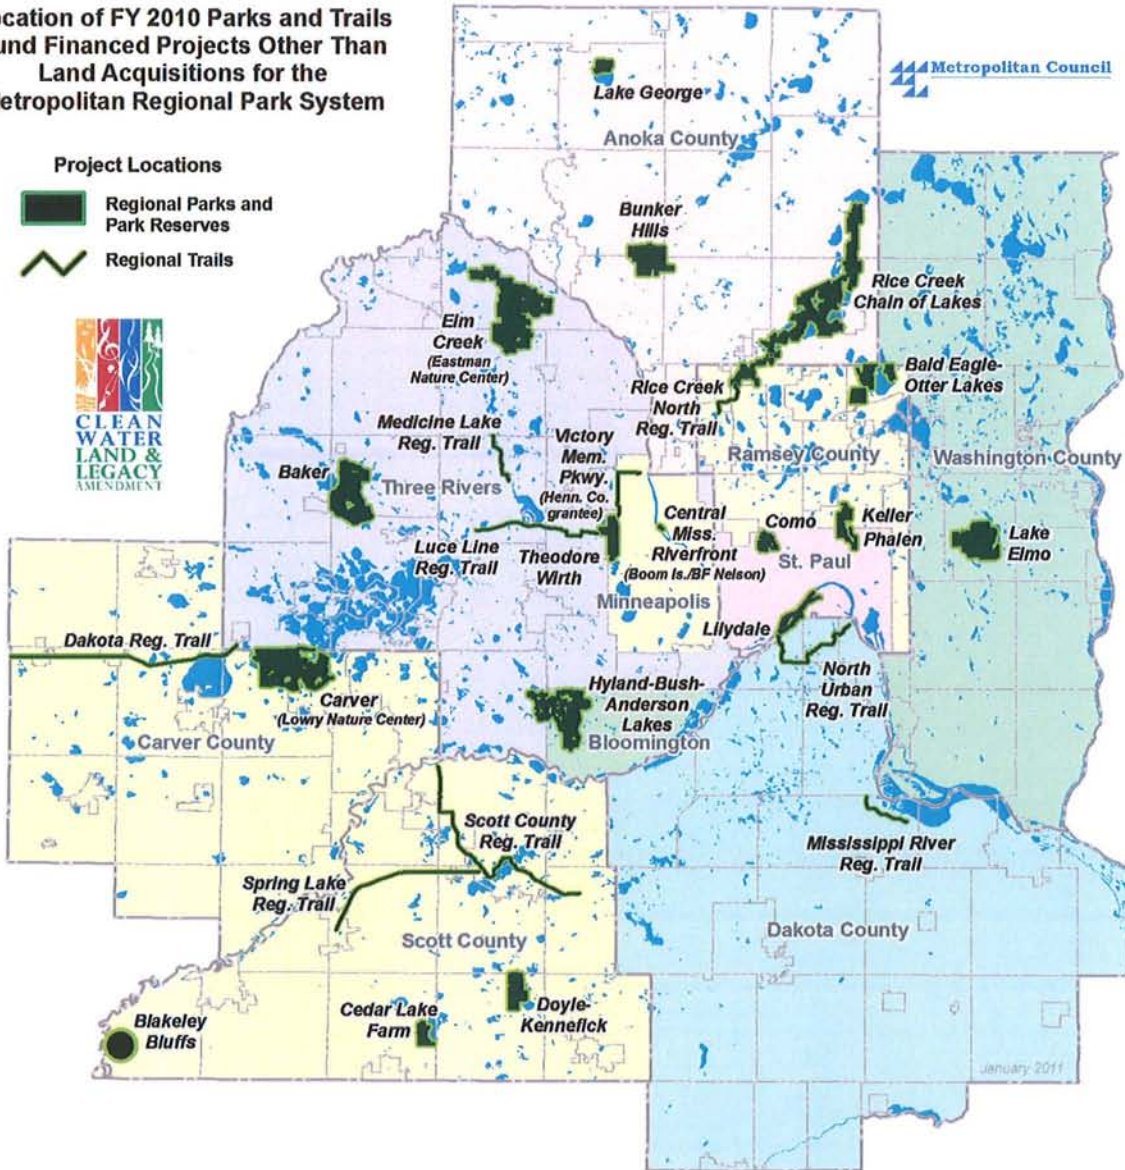 ocation of FY 2010 Parks and Trails
und Financed Projects Other Than
Land Acquisitions for the
etropolitan Regional Park System
Metropolitan Council
Project Locations
Regional Parks and
Park Reserves
Regional Trails
CLEAN
WATER
LAND &
LEGACY
AMENDMENT
Lake George
Anoka County
Bunker
Hills
Rice Creek
Chain of Lakes
Elm
Creek
(Eastman
Nature Center)
Bald Eagle-
Otter Lakes
Rice Creek
North
Reg. Trail
Medicine Lake
Reg. Trail
Victory
Mem.
Pkwy.
(Henn. Co.
grantee)
Ramsey County
Washington County
Baker
Three Rivers
Central
Miss.
Riverfront
(Boom Is./BF Nelson)
Como
Keller
Phalen
Lake
Elmo
Luce Line
Reg. Trail
Theodore
Wirth
St. Paul
Minneapolis
Lilydale
Dakota Reg. Trail
North
Urban
Reg. Trail
Carver
(Lowry Nature Center)
Hyland-Bush-
Anderson
Lakes
Bloomington
Carver County
Scott County
Reg. Trail
Mississippi River
Reg. Trail
Spring Lake
Reg. Trail
Scott County
Dakota County
Cedar Lake
Farm
Doyle-
Kennefick
Blakeley
Bluffs
January 2011